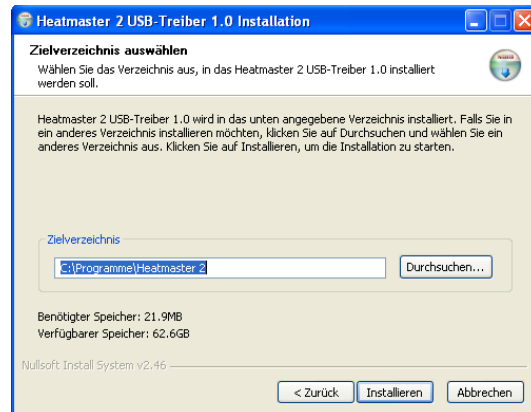 Heatmaster 2 USB-Treiber 1.0 Installation
Zielverzeichnis auswählen
Wählen Sie das Verzeichnis aus, in das Heatmaster 2 USB-Treiber 1.0 installiert
werden soll.
Heatmaster 2 USB-Treiber 1.0 wird in das unten angegebene Verzeichnis installiert. Falls Sie in
ein anderes Verzeichnis installieren möchten, klicken Sie auf Durchsuchen und wählen Sie ein
anderes Verzeichnis aus. Klicken Sie auf Installieren, um die Installation zu starten.
Zielverzeichnis
C:\Programme\Heatmaster 2
Durchsuchen...
Benötigter Speicher: 21.9MB
Verfügbarer Speicher: 62.6GB
Nullsoft Install System v2.46
< Zurück
Installieren
Abbrechen